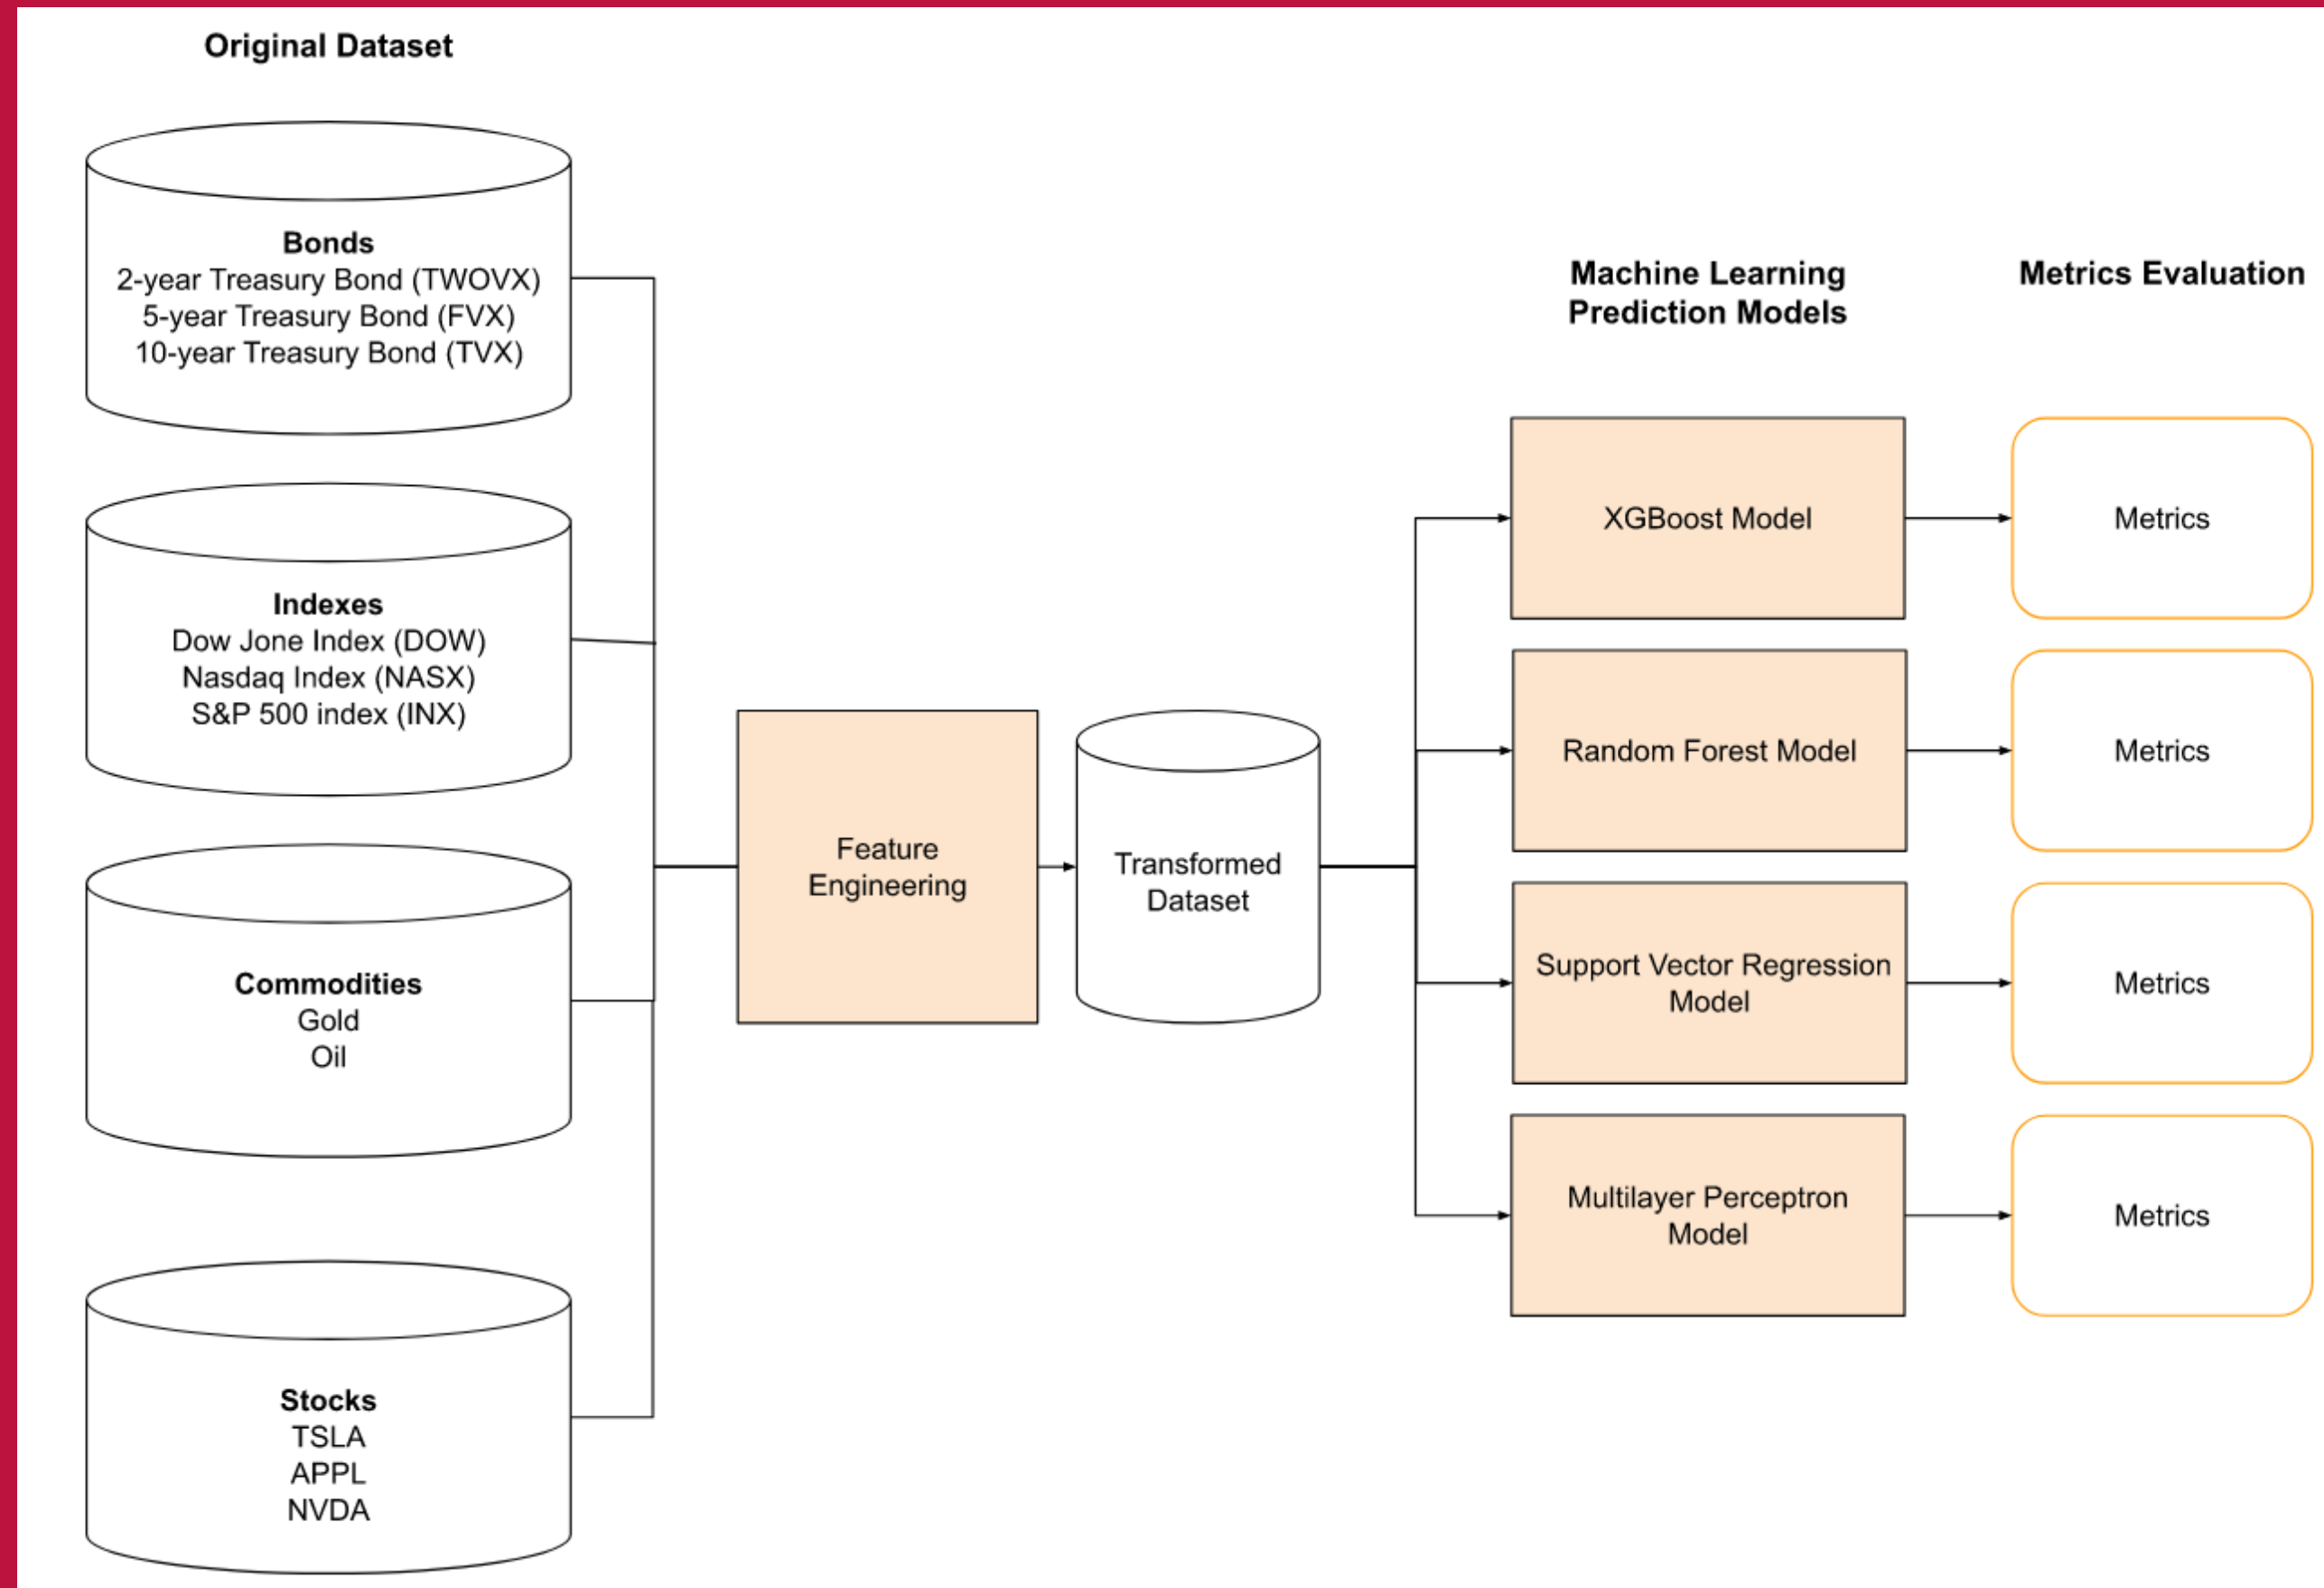 Original Dataset
Bonds
2-year Treasury Bond (TWOVX)
5-year Treasury Bond (FVX)
10-year Treasury Bond (TVX)
Indexes
Dow Jone Index (DOW)
Nasdaq Index (NASX)
S&P 500 index (INX)
Commodities
Gold
Oil
Stocks
TSLA
APPL
NVDA
Feature
Engineering
Transformed
Dataset
Machine Learning
Prediction Models
XGBoost Model
Random Forest Model
Support Vector Regression
Model
Multilayer Perceptron
Model
Metrics Evaluation
Metrics
Metrics
Metrics
Metrics